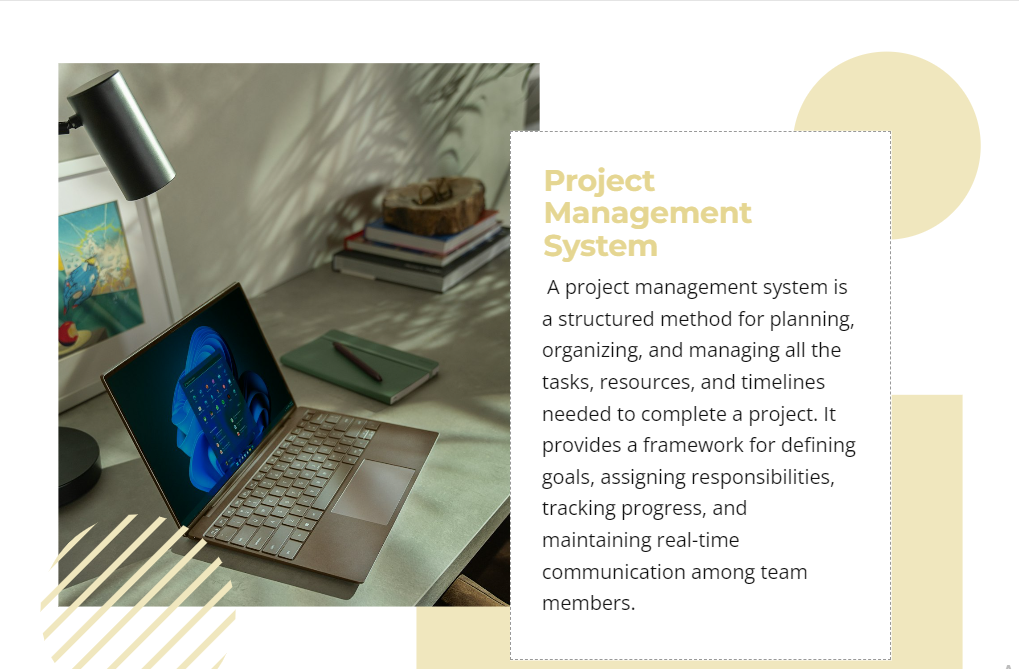 Project
Management
System
A project management system is
a structured method for planning,
organizing, and managing all the
tasks, resources, and timelines
needed to complete a project. It
provides a framework for defining
goals, assigning responsibilities,
tracking progress, and
maintaining real-time
communication among team
members.